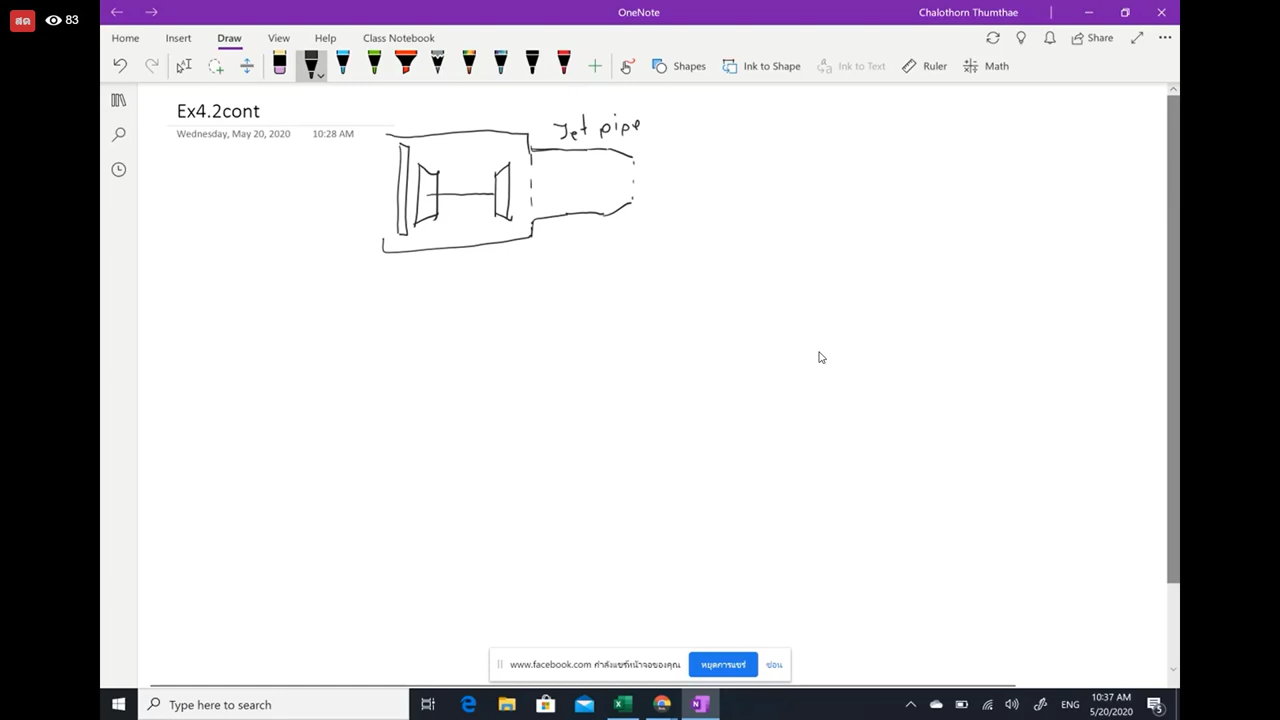 สด 83
OneNote
Chalothorn Thumthae
Home Insert Draw View Help Class Notebook
Share
Shapes Ink to Shape Ink to Text Ruler Math
Ex4.2cont
Wednesday, May 20, 2020 10:28 AM
Jet pipe
www.facebook.com กำลังแชร์หน้าจอของคุณ หยุดการแชร์ ซ่อน
Type here to search
ENG
10:37 AM
5/20/2020
5